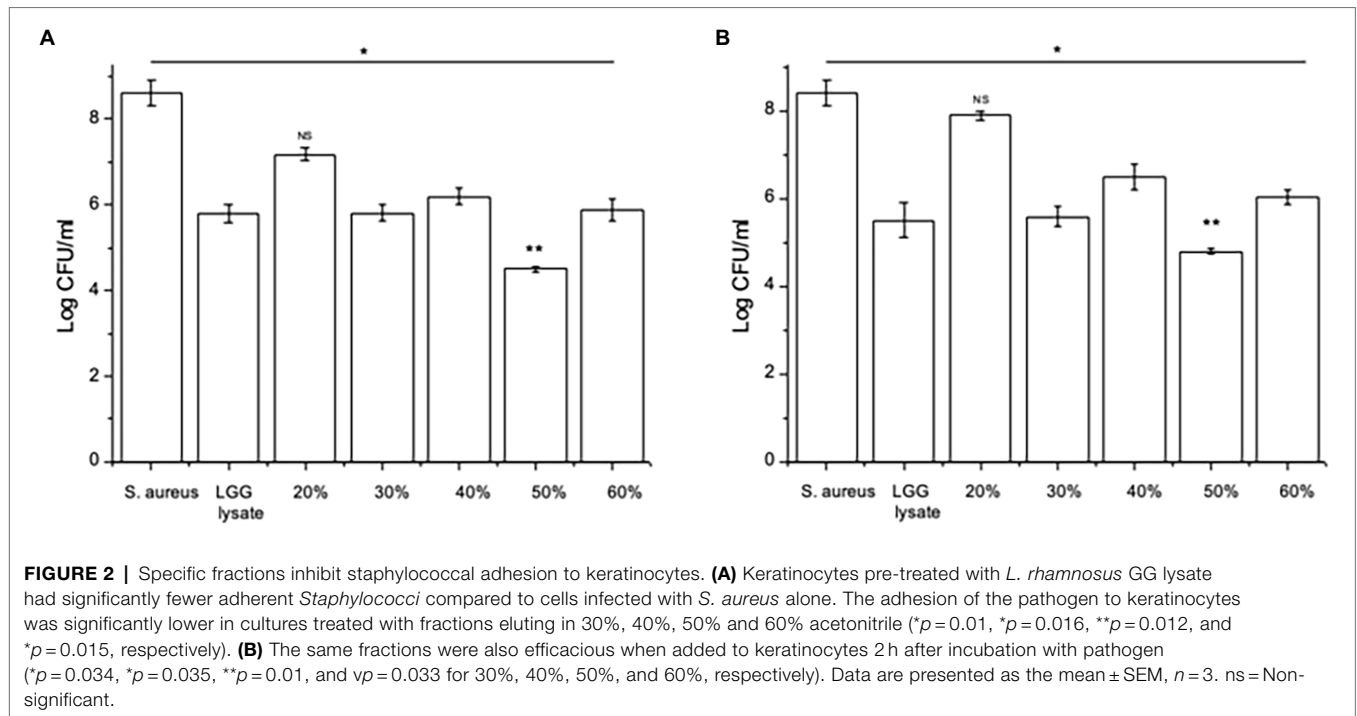 A
*
8
6
4
2
0
Log CFU/ml
NS
**
S. aureus
LGG
lysate
20%
30%
40%
50%
60%
B
*
8
6
4
2
0
Log CFU/ml
NS
**
S. aureus
LGG
lysate
20%
30%
40%
50%
60%
FIGURE 2 | Specific fractions inhibit staphylococcal adhesion to keratinocytes. (A) Keratinocytes pre-treated with L. rhamnosus GG lysate
had significantly fewer adherent Staphylococci compared to cells infected with S. aureus alone. The adhesion of the pathogen to keratinocytes
was significantly lower in cultures treated with fractions eluting in 30%, 40%, 50% and 60% acetonitrile (*p = 0.01, *p = 0.016, **p = 0.012, and
*p = 0.015, respectively). (B) The same fractions were also efficacious when added to keratinocytes 2 h after incubation with pathogen
(*p = 0.034, *p = 0.035, **p = 0.01, and vp = 0.033 for 30%, 40%, 50%, and 60%, respectively). Data are presented as the mean ± SEM, n = 3. ns = Non-
significant.